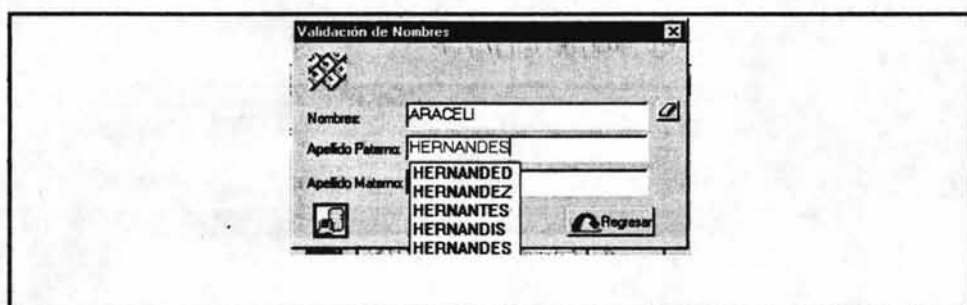 Validación de Nombres
Nombres: ARACELI
Apellido Paterno: HERNANDES
Apellido Materno:
HERNANDED
HERNANDEZ
HERNANTES
HERNANDIS
HERNANDES
Regresar